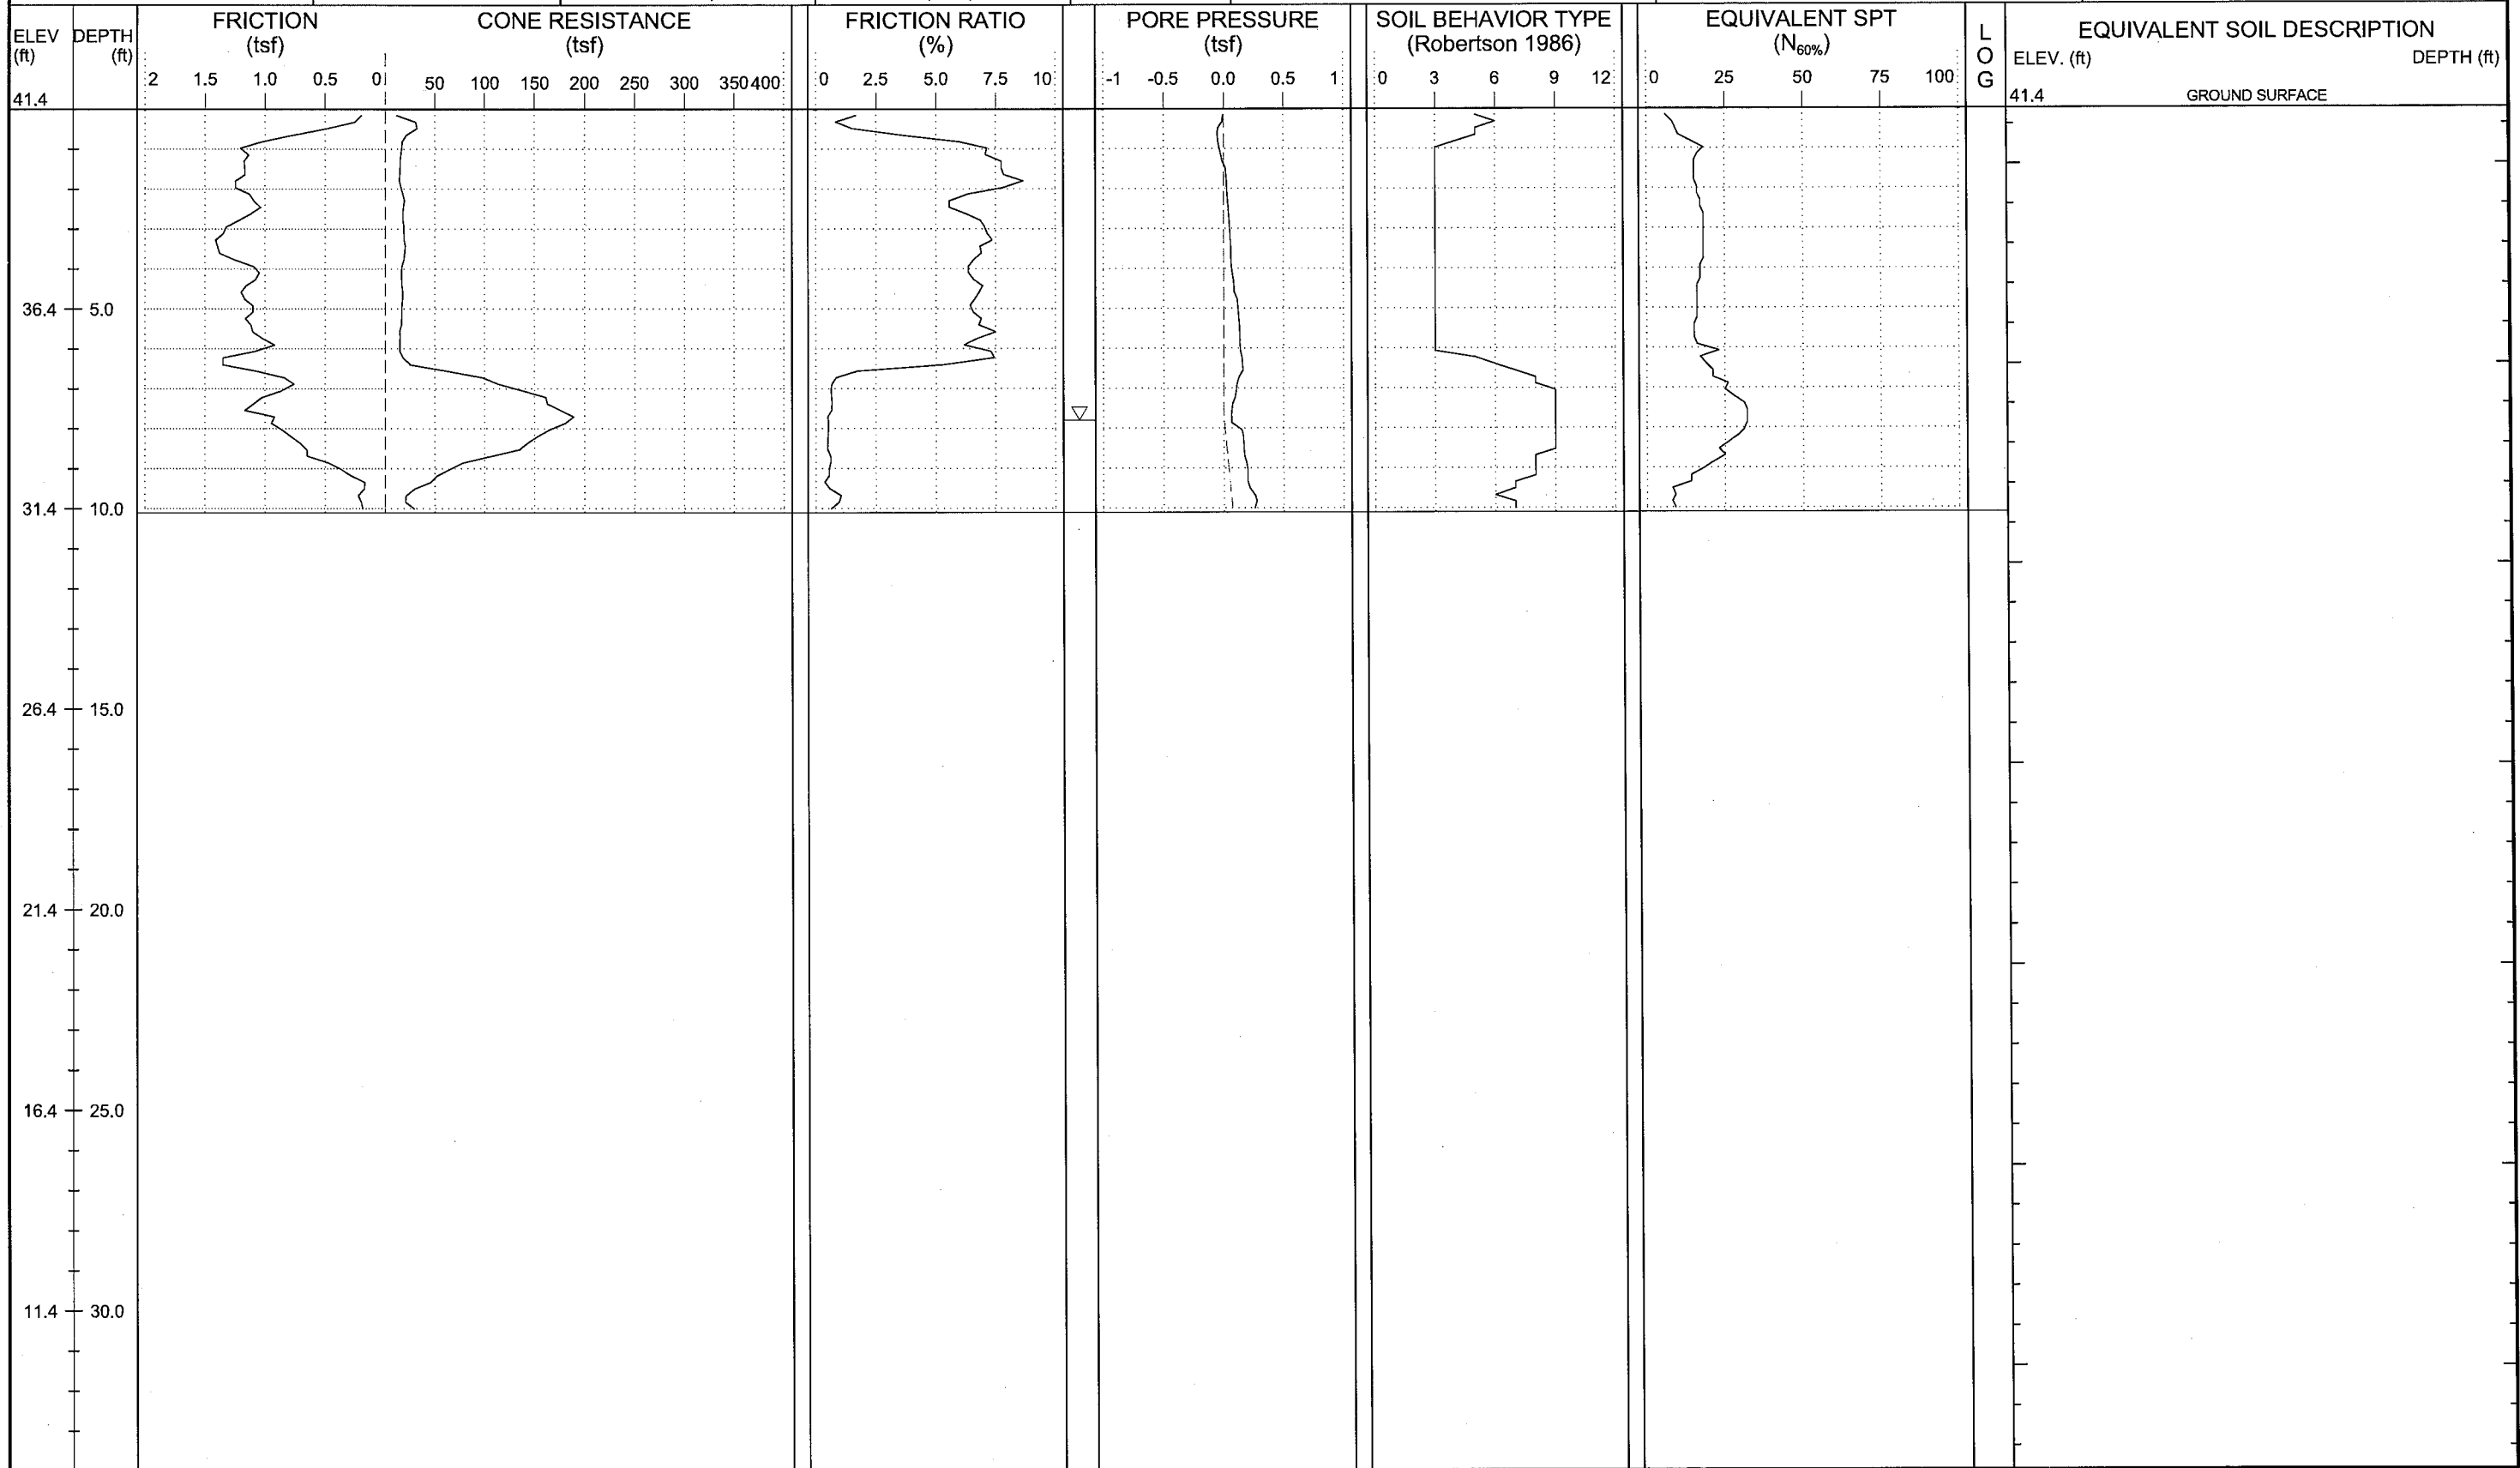 ELEV (ft)
DEPTH (ft)
FRICTION (tsf)
CONE RESISTANCE (tsf)
FRICTION RATIO (%)
PORE PRESSURE (tsf)
SOIL BEHAVIOR TYPE (Robertson 1986)
EQUIVALENT SPT (N60%)
LOG
EQUIVALENT SOIL DESCRIPTION
ELEV. (ft) DEPTH (ft)
2 1.5 1.0 0.5 0 50 100 150 200 250 300 350 400
0 2.5 5.0 7.5 10
-1 -0.5 0.0 0.5 1
0 3 6 9 12
0 25 50 75 100
41.4
41.4 GROUND SURFACE
36.4 5.0
31.4 10.0
26.4 15.0
21.4 20.0
16.4 25.0
11.4 30.0